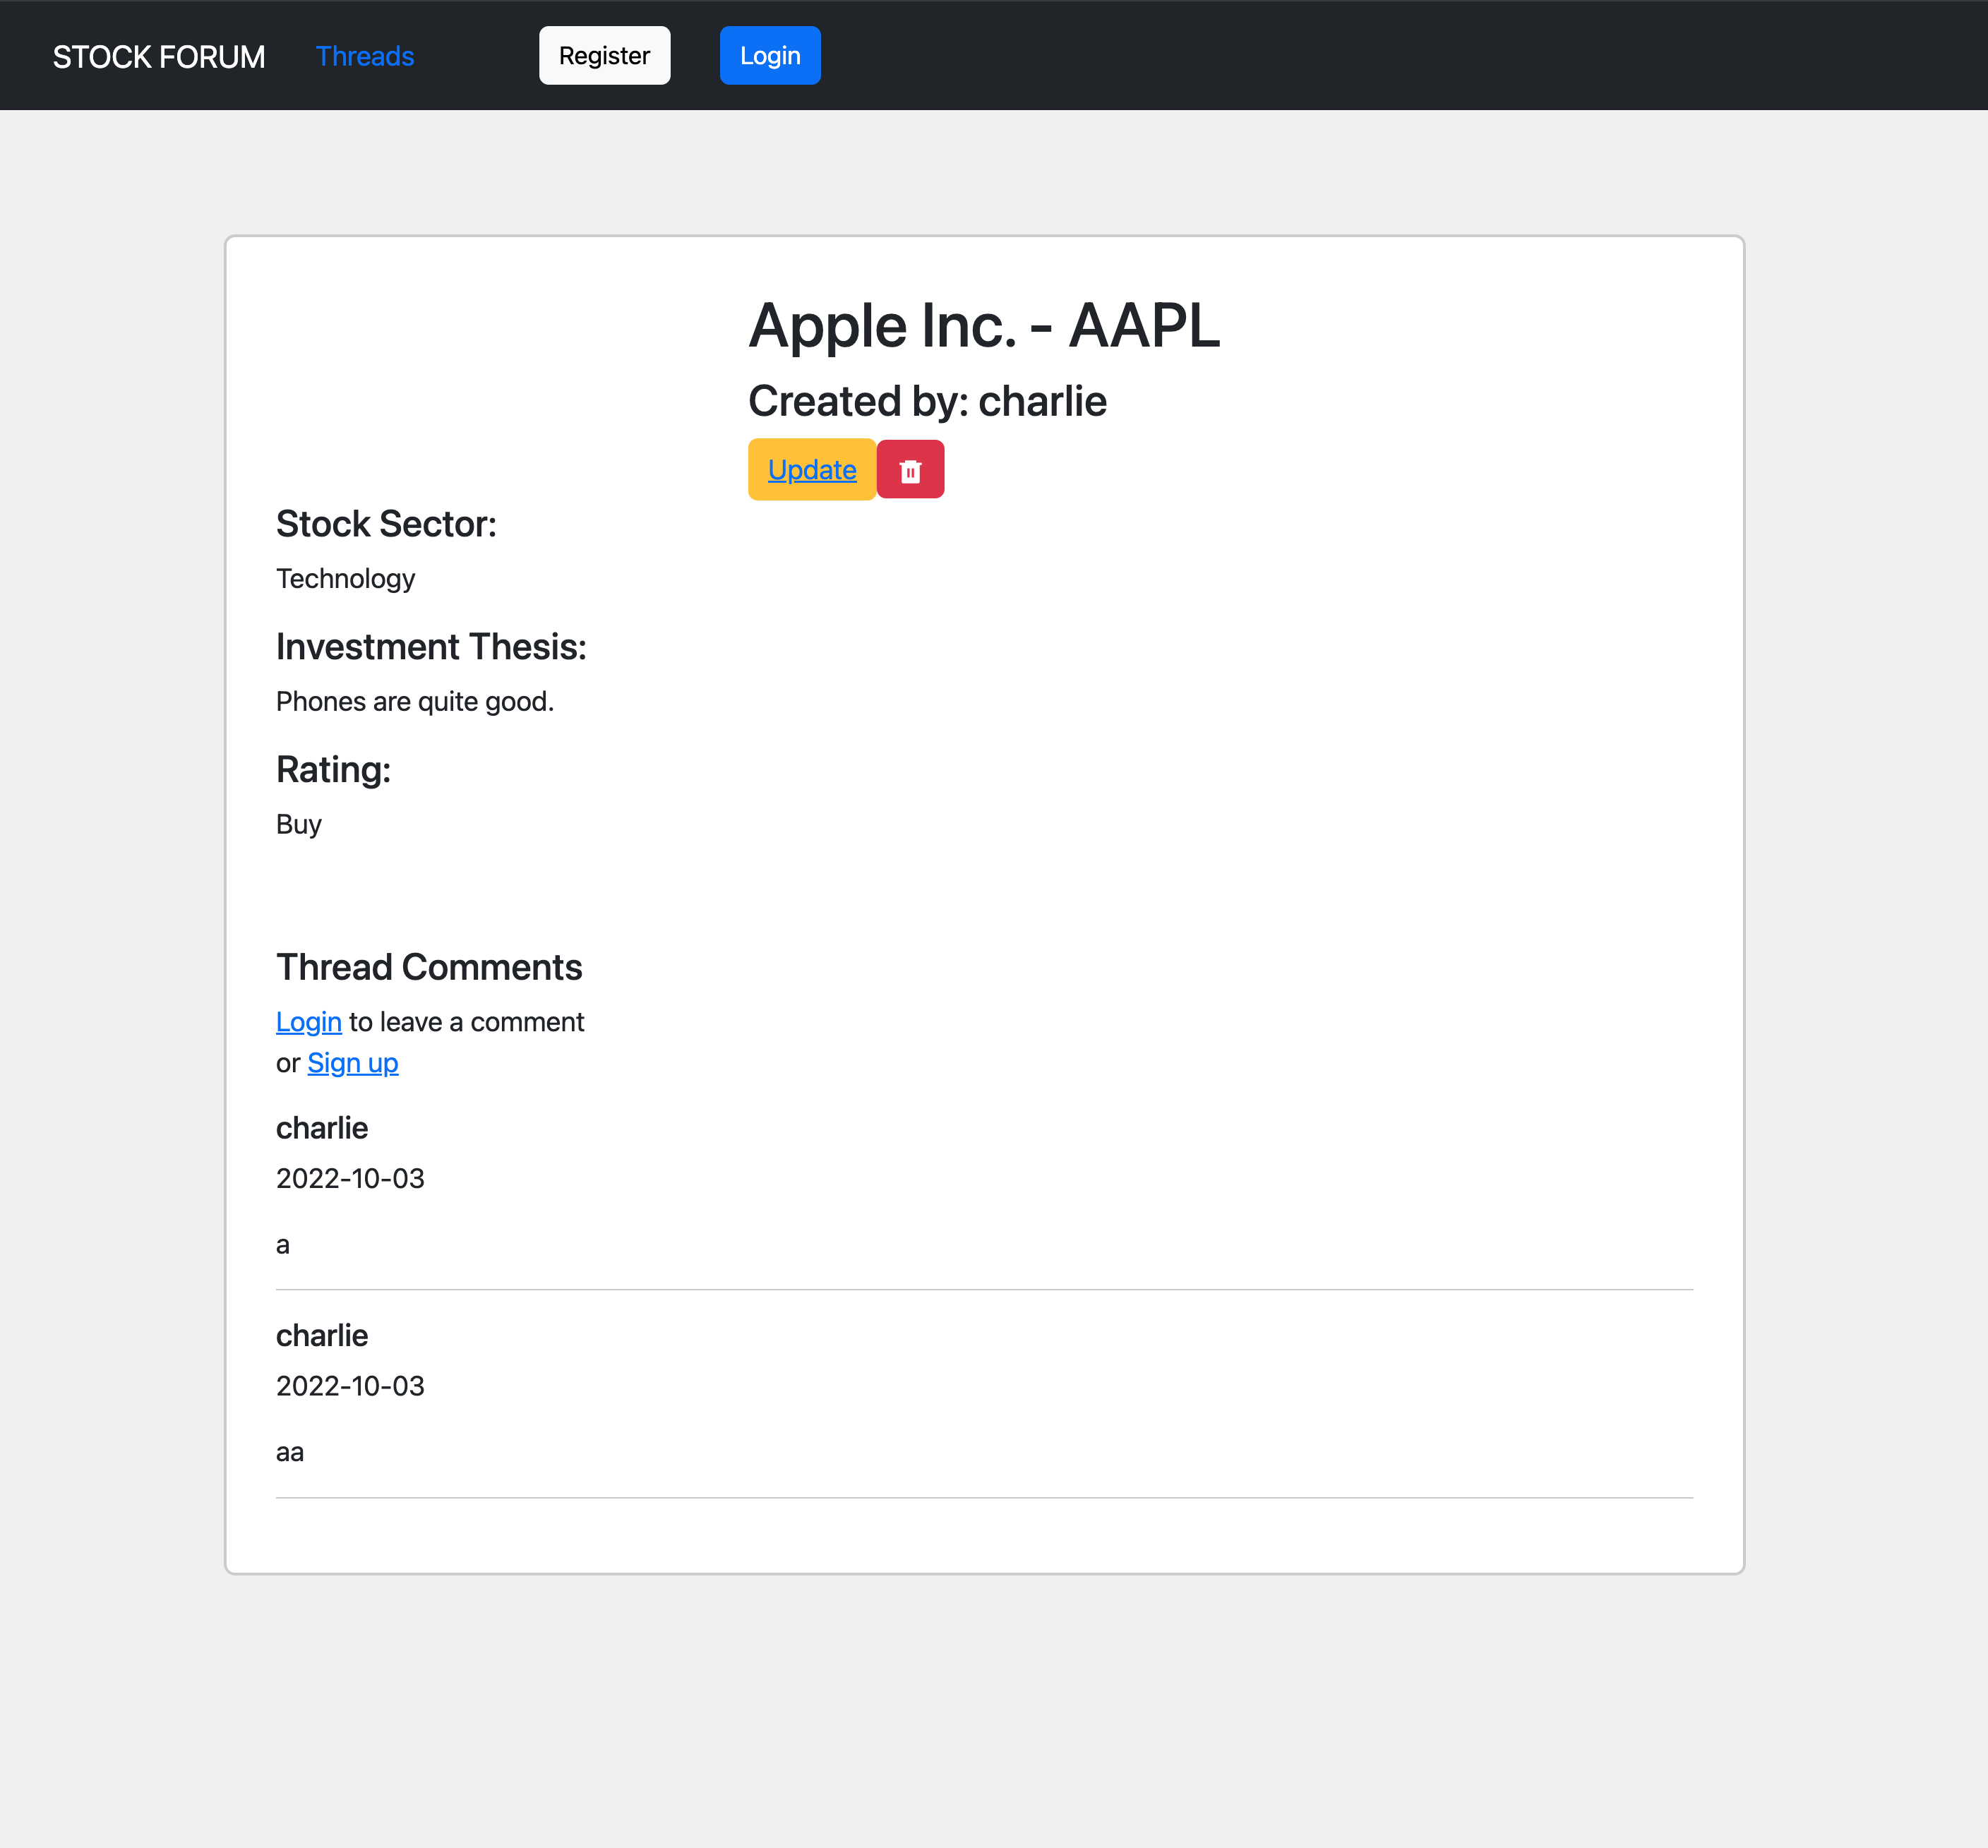 STOCK FORUM Threads Register Login
Apple Inc. - AAPL
Created by: charlie
Update
Stock Sector:
Technology
Investment Thesis:
Phones are quite good.
Rating:
Buy
Thread Comments
Login to leave a comment
or Sign up
charlie
2022-10-03
a
charlie
2022-10-03
aa